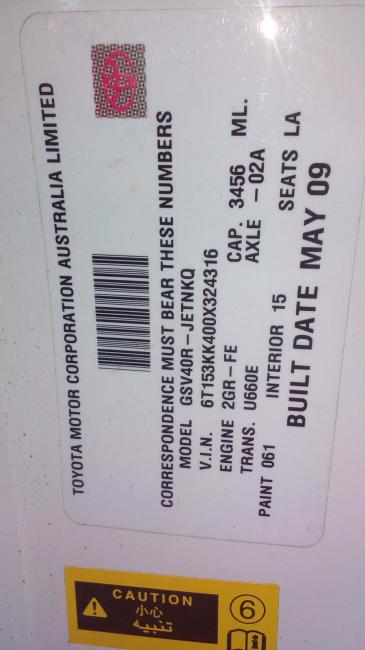 TOYOTA MOTOR CORPORATION AUSTRALIA LIMITED
CORRESPONDENCE MUST BEAR THESE NUMBERS
MODEL GSV40R-JETNKQ
V.I.N. 6T153KK400X324316
ENGINE 2GR-FE CAP. 3456 ML.
TRANS. U660E AXLE -02A
PAINT 061 INTERIOR 15 SEATS LA
BUILT DATE MAY 09
CAUTION
小心
تنبيه
6